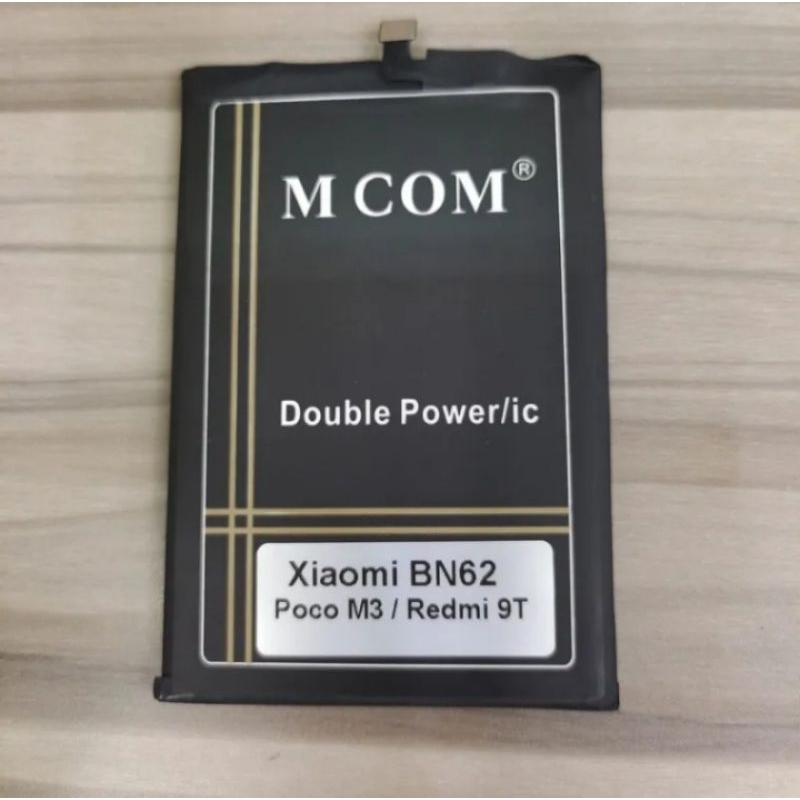 M COM®
Double Power/ic
Xiaomi BN62
Poco M3 / Redmi 9T